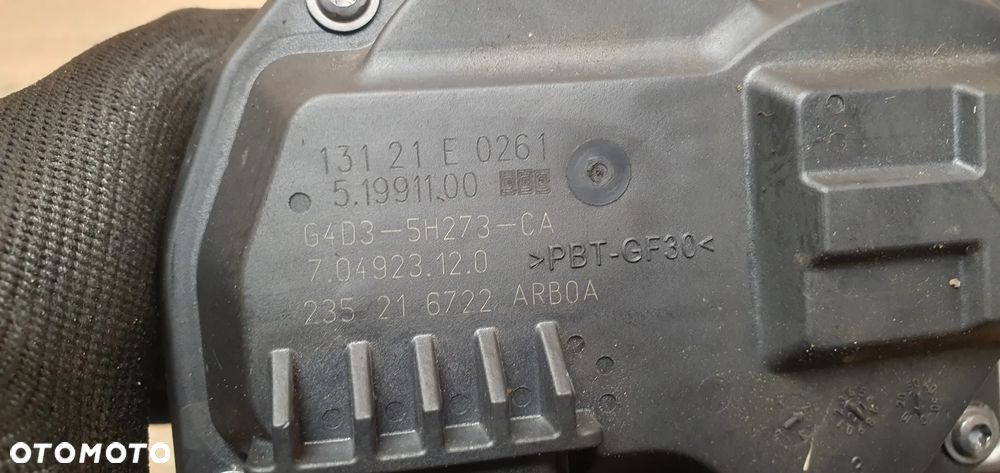 131 21 E 0261
5.19911.00
G4D3-5H273-CA
>PBT-GF30<
7.04923.12.0
235 21 6722 ARB0A
OTOMOTO